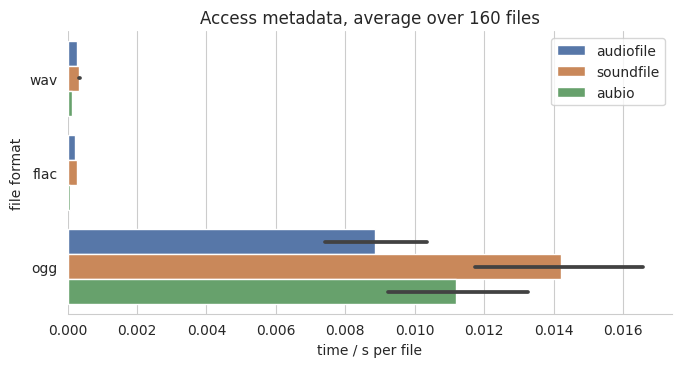 Access metadata, average over 160 files
audiofile
soundfile
aubio
wav
flac
ogg
file format
0.000 0.002 0.004 0.006 0.008 0.010 0.012 0.014 0.016
time / s per file